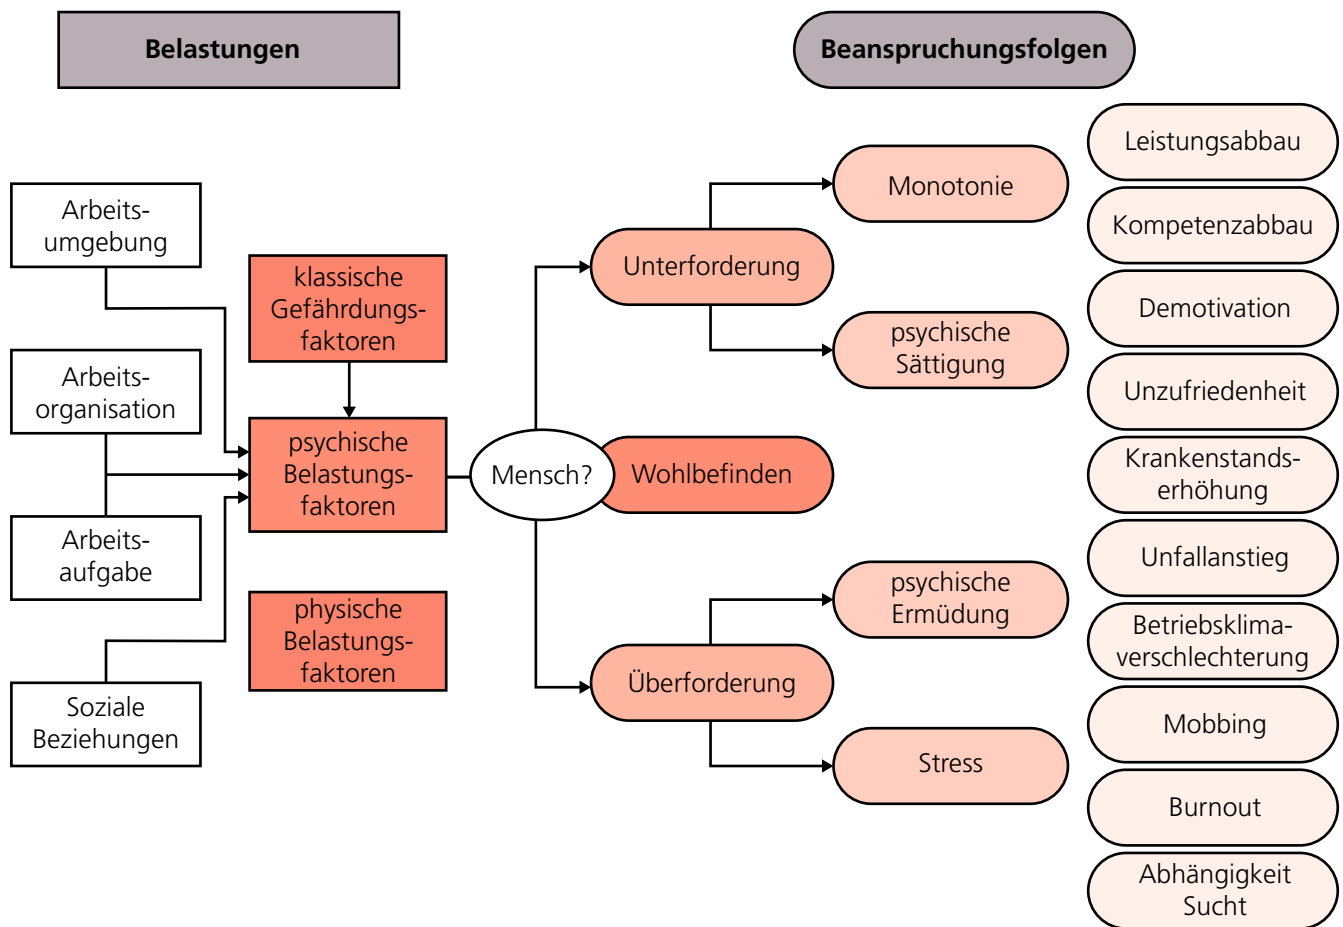 Belastungen
Beanspruchungsfolgen
Arbeits-
umgebung
Arbeits-
organisation
Arbeits-
aufgabe
Soziale
Beziehungen
klassische
Gefährdungs-
faktoren
psychische
Belastungs-
faktoren
physische
Belastungs-
faktoren
Mensch?
Wohlbefinden
Unterforderung
Überforderung
Monotonie
psychische
Sättigung
psychische
Ermüdung
Stress
Leistungsabbau
Kompetenzabbau
Demotivation
Unzufriedenheit
Krankenstands-
erhöhung
Unfallanstieg
Betriebsklima-
verschlechterung
Mobbing
Burnout
Abhängigkeit
Sucht